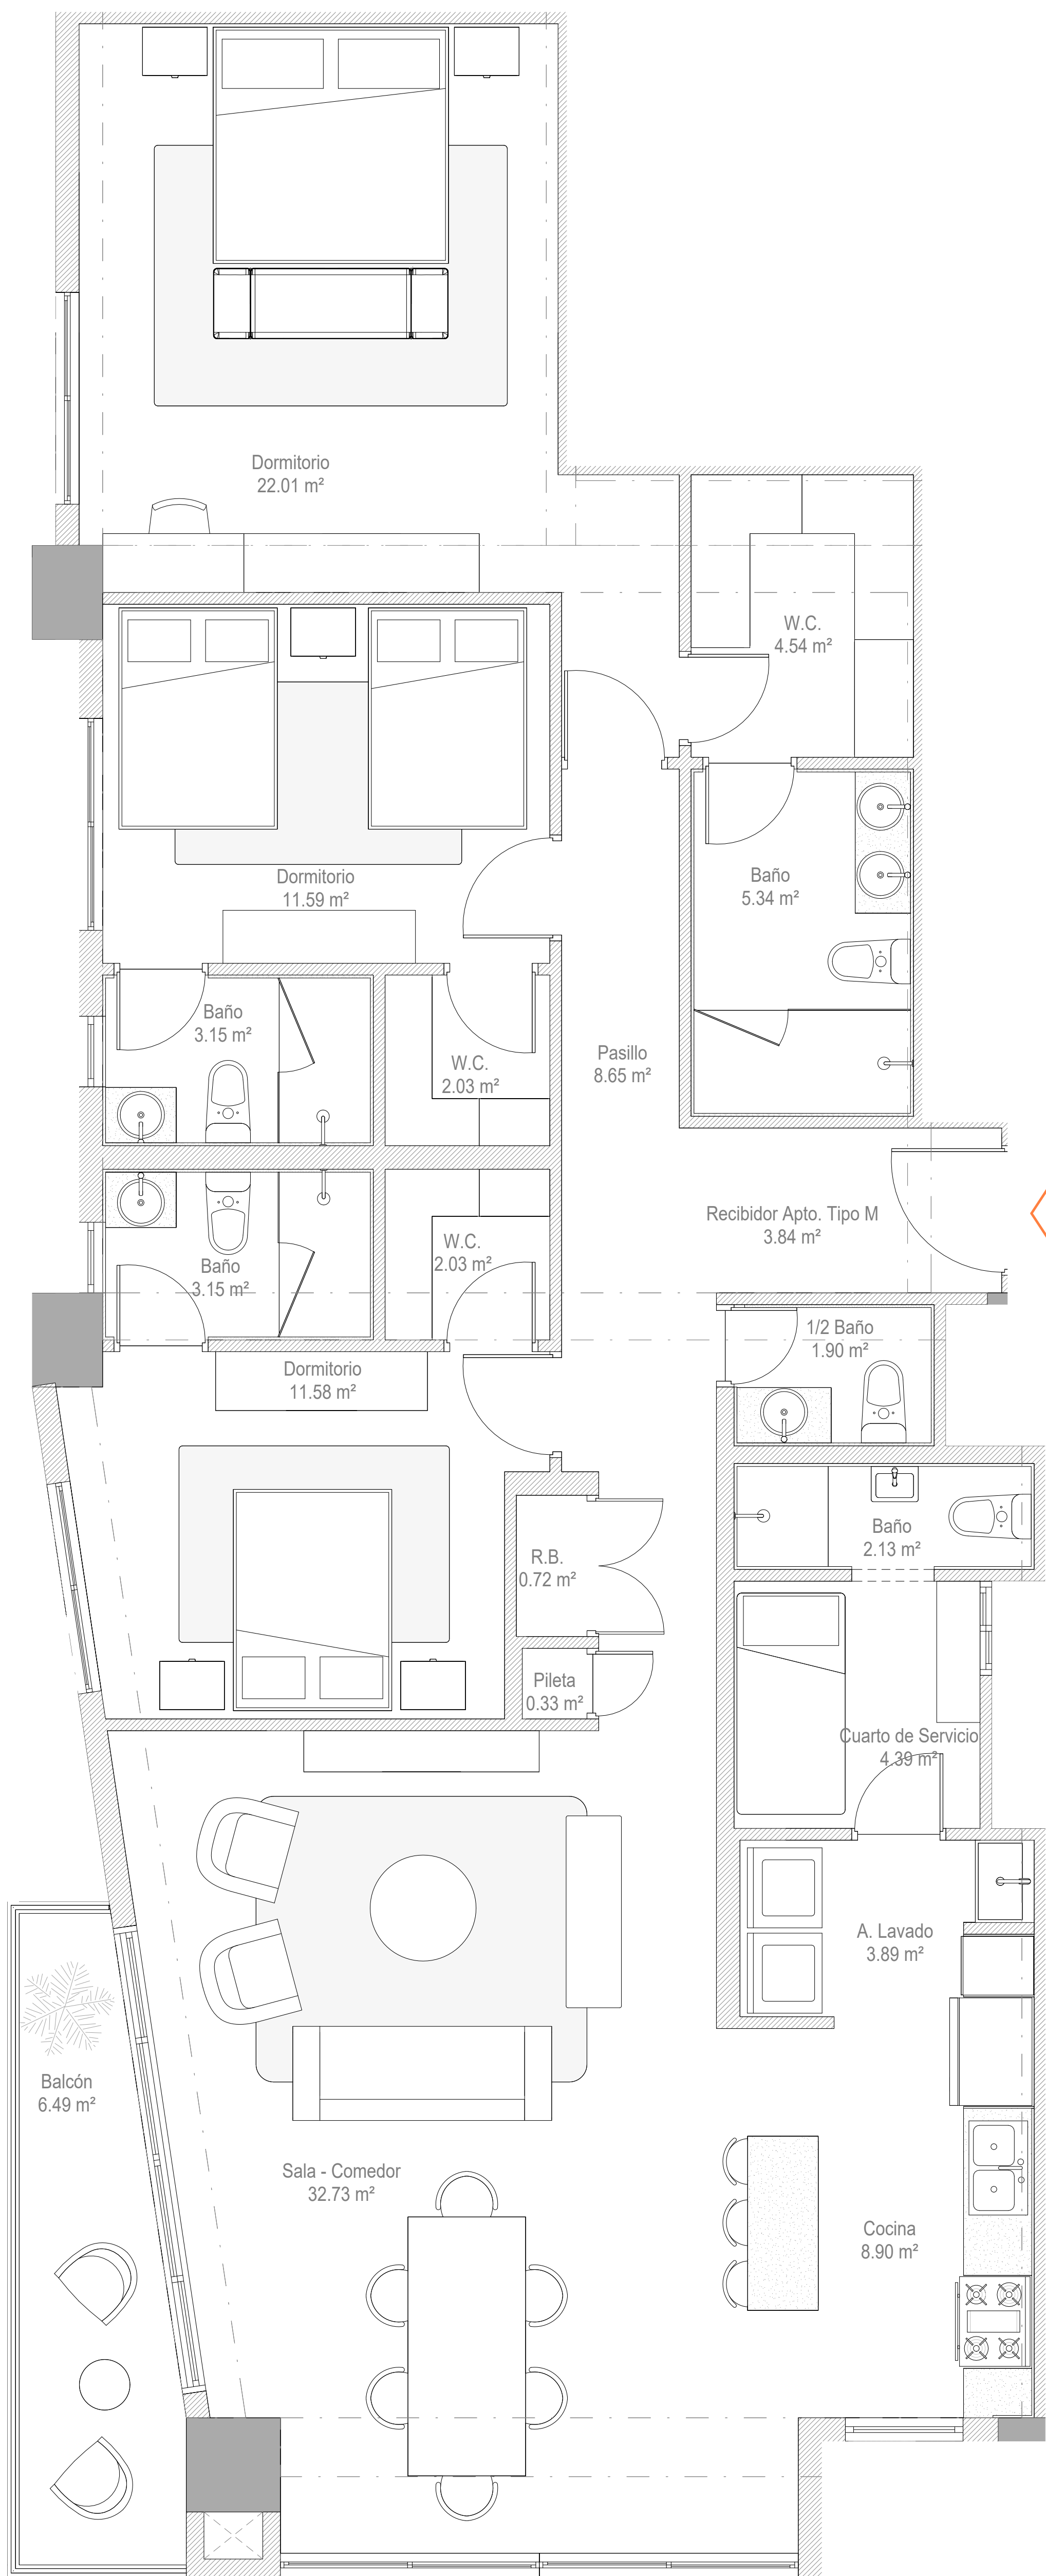 Dormitorio
22.01 m²
W.C.
4.54 m²
Dormitorio
11.59 m²
Baño
5.34 m²
Baño
3.15 m²
W.C.
2.03 m²
Pasillo
8.65 m²
Recibidor Apto. Tipo M
3.84 m²
Baño
3.15 m²
W.C.
2.03 m²
1/2 Baño
1.90 m²
Dormitorio
11.58 m²
Baño
2.13 m²
R.B.
0.72 m²
Pileta
0.33 m²
Cuarto de Servicio
4.39 m²
A. Lavado
3.89 m²
Balcón
6.49 m²
Sala - Comedor
32.73 m²
Cocina
8.90 m²